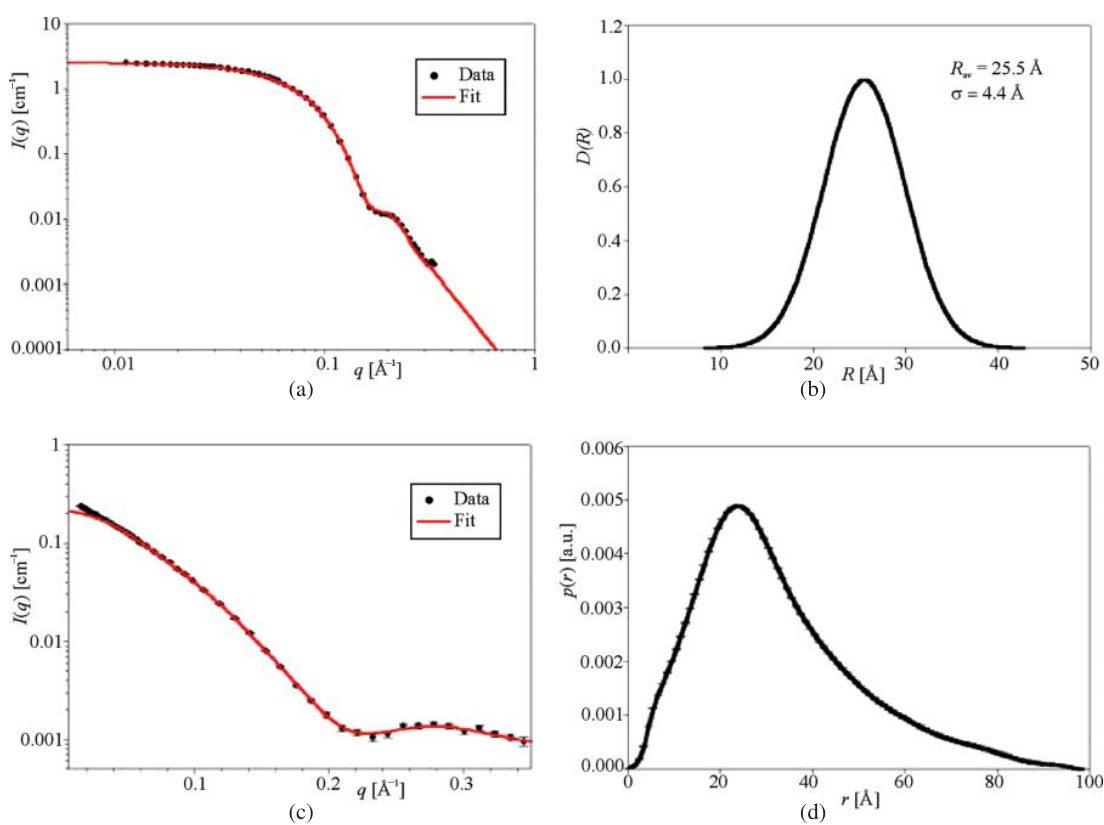 10
1
0.1
0.01
0.001
0.0001
I(q) [cm⁻¹]
Data
Fit
0.01
0.1
1
q [Å⁻¹]
(a)
1.2
1.0
0.8
0.6
0.4
0.2
0.0
D(R)
R_av = 25.5 Å
σ = 4.4 Å
10
20
30
40
50
R [Å]
(b)
1
0.1
0.01
0.001
I(q) [cm⁻¹]
Data
Fit
0.1
0.2
0.3
q [Å⁻¹]
(c)
0.006
0.005
0.004
0.003
0.002
0.001
0.000
p(r) [a.u.]
0
20
40
60
80
100
r [Å]
(d)